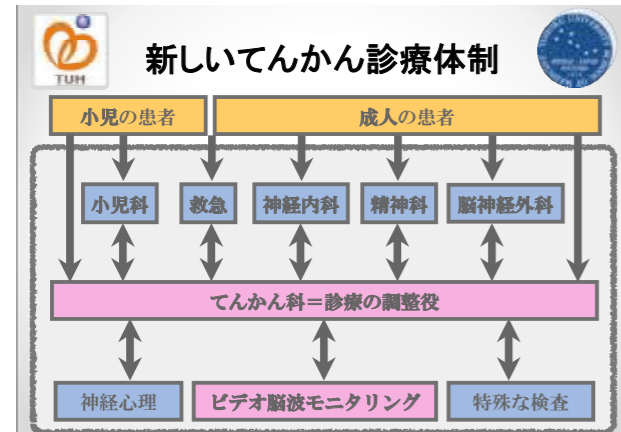 TUH
新しいてんかん診療体制
小児の患者
成人の患者
小児科
救急
神経内科
精神科
脳神経外科
てんかん科＝診療の調整役
神経心理
ビデオ脳波モニタリング
特殊な検査